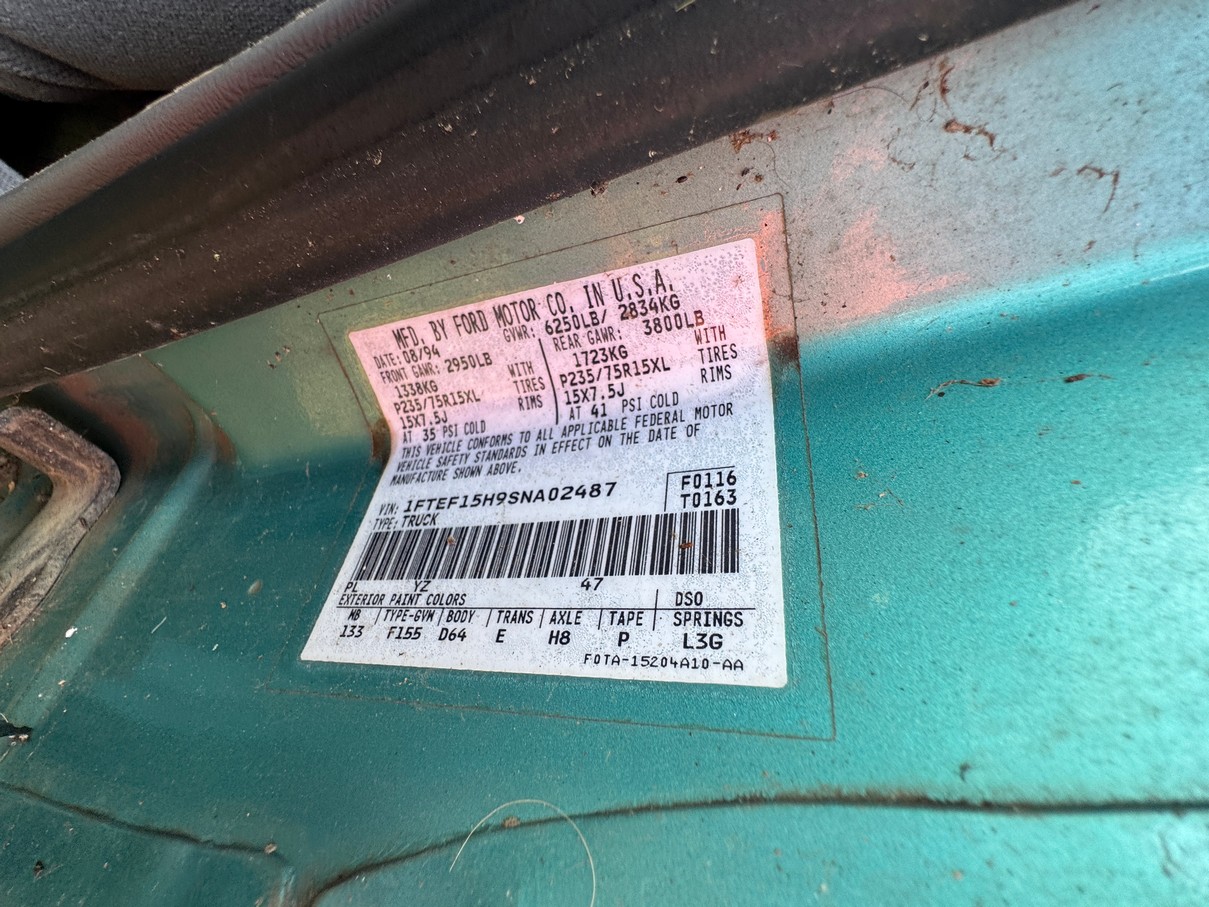 MFD. BY FORD MOTOR CO. IN U.S.A.
DATE: 08/94 GVWR: 6250LB/ 2834KG
FRONT GAWR: 2950LB REAR GAWR: 3800LB
1338KG WITH 1723KG WITH
P235/75R15XL TIRES P235/75R15XL TIRES
15X7.5J RIMS 15X7.5J RIMS
AT 35 PSI COLD AT 41 PSI COLD
THIS VEHICLE CONFORMS TO ALL APPLICABLE FEDERAL MOTOR
VEHICLE SAFETY STANDARDS IN EFFECT ON THE DATE OF
MANUFACTURE SHOWN ABOVE.
VIN: 1FTEF15H9SNA02487 F0116
TYPE: TRUCK T0163
PL YZ 47
EXTERIOR PAINT COLORS DSO
WB TYPE-GVW BODY TRANS AXLE TAPE SPRINGS
133 F155 D64 E H8 P L3G
F0TA-15204A10-AA